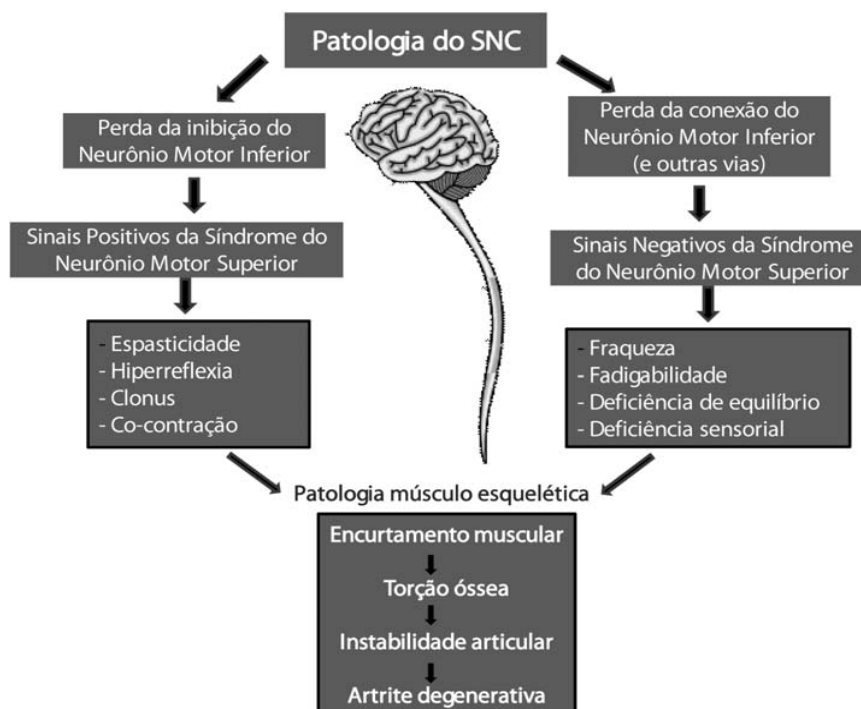 Patologia do SNC
Perda da inibição do
Neurônio Motor Inferior
Sinais Positivos da Síndrome do
Neurônio Motor Superior
- Espasticidade
- Hiperreflexia
- Clonus
- Co-contração
Perda da conexão do
Neurônio Motor Inferior
(e outras vias)
Sinais Negativos da Síndrome
do Neurônio Motor Superior
- Fraqueza
- Fadigabilidade
- Deficiência de equilíbrio
- Deficiência sensorial
Patologia músculo esquelética
Encurtamento muscular
Torção óssea
Instabilidade articular
Artrite degenerativa